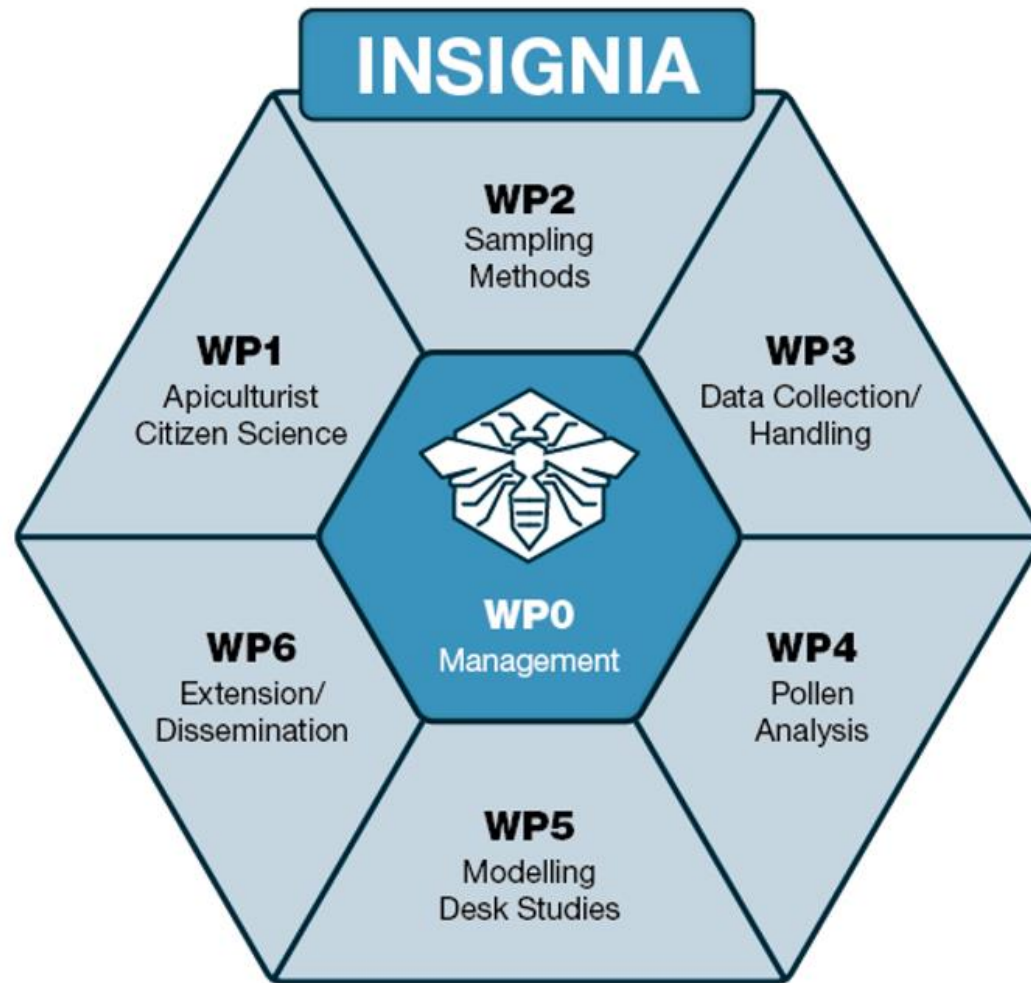 INSIGNIA
WP1
Apiculturist
Citizen Science
WP2
Sampling
Methods
WP3
Data Collection/
Handling
WP0
Management
WP6
Extension/
Dissemination
WP4
Pollen
Analysis
WP5
Modelling
Desk Studies